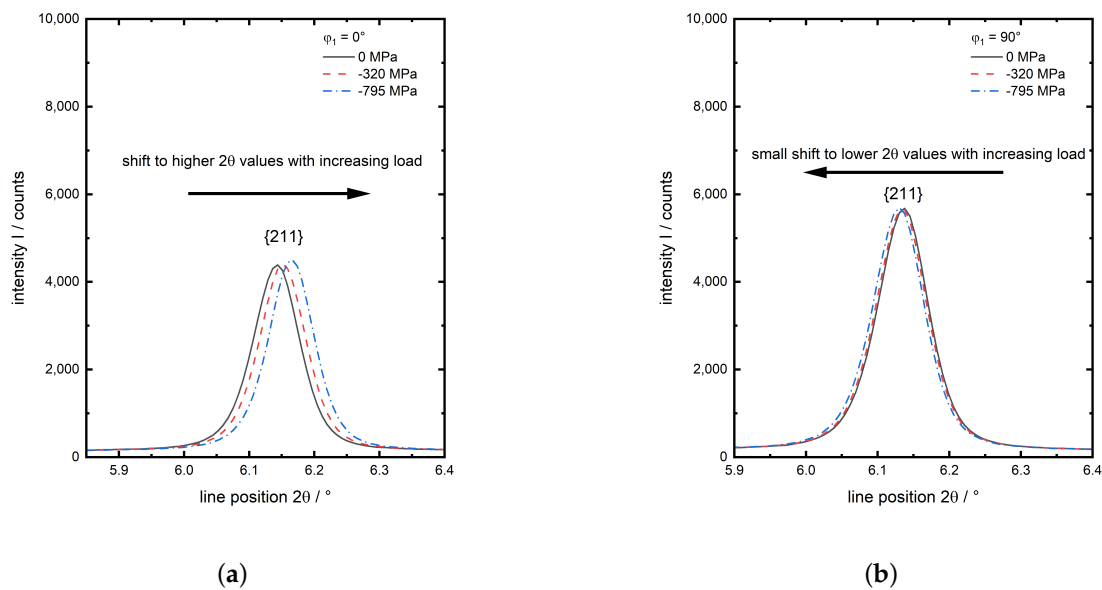 10,000
8,000
6,000
4,000
2,000
0
intensity I / counts
φ1 = 0°
0 MPa
-320 MPa
-795 MPa
shift to higher 2θ values with increasing load
{211}
5.9 6.0 6.1 6.2 6.3 6.4
line position 2θ / °
(a)
10,000
8,000
6,000
4,000
2,000
0
intensity I / counts
φ1 = 90°
0 MPa
-320 MPa
-795 MPa
small shift to lower 2θ values with increasing load
{211}
5.9 6.0 6.1 6.2 6.3 6.4
line position 2θ / °
(b)